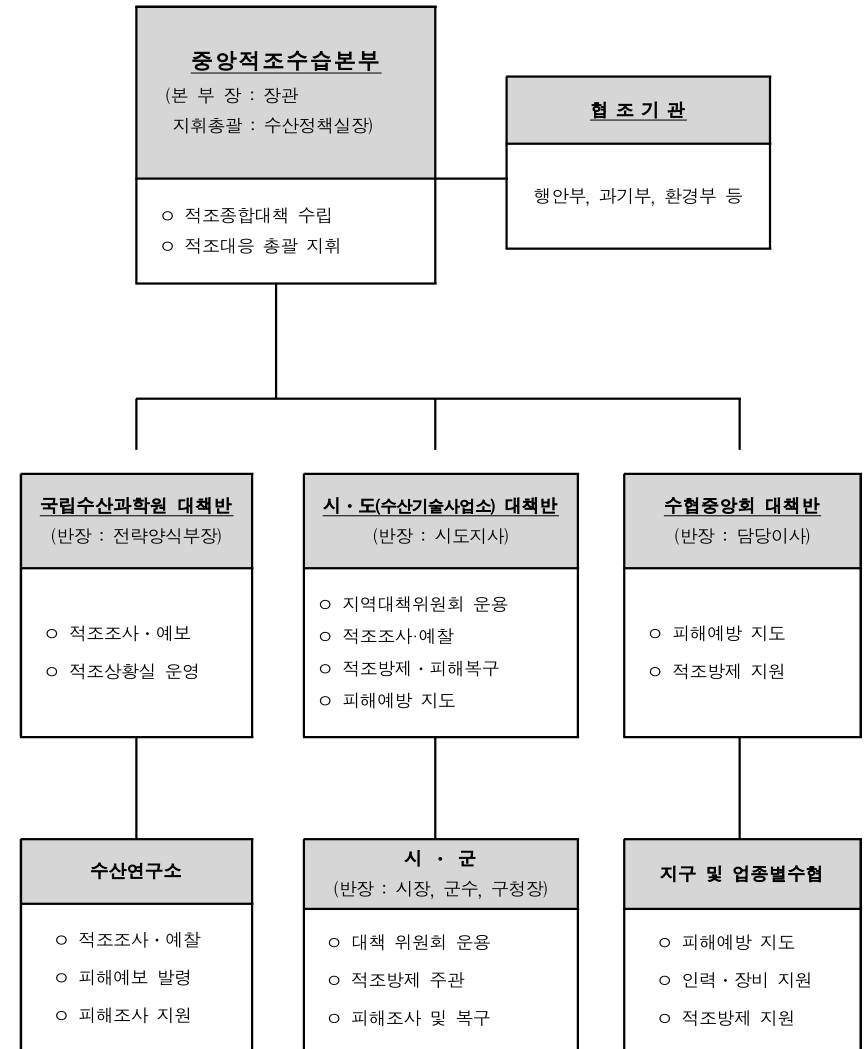 중앙적조수습본부
(본 부 장 : 장관
지휘총괄 : 수산정책실장)
ㅇ 적조종합대책 수립
ㅇ 적조대응 총괄 지휘
협 조 기 관
행안부, 과기부, 환경부 등
국립수산과학원 대책반
(반장 : 전략양식부장)
ㅇ 적조조사・예보
ㅇ 적조상황실 운영
시・도(수산기술사업소) 대책반
(반장 : 시도지사)
ㅇ 지역대책위원회 운용
ㅇ 적조조사·예찰
ㅇ 적조방제・피해복구
ㅇ 피해예방 지도
수협중앙회 대책반
(반장 : 담당이사)
ㅇ 피해예방 지도
ㅇ 적조방제 지원
수산연구소
ㅇ 적조조사・예찰
ㅇ 피해예보 발령
ㅇ 피해조사 지원
시 ・ 군
(반장 : 시장, 군수, 구청장)
ㅇ 대책 위원회 운용
ㅇ 적조방제 주관
ㅇ 피해조사 및 복구
지구 및 업종별수협
ㅇ 피해예방 지도
ㅇ 인력・장비 지원
ㅇ 적조방제 지원